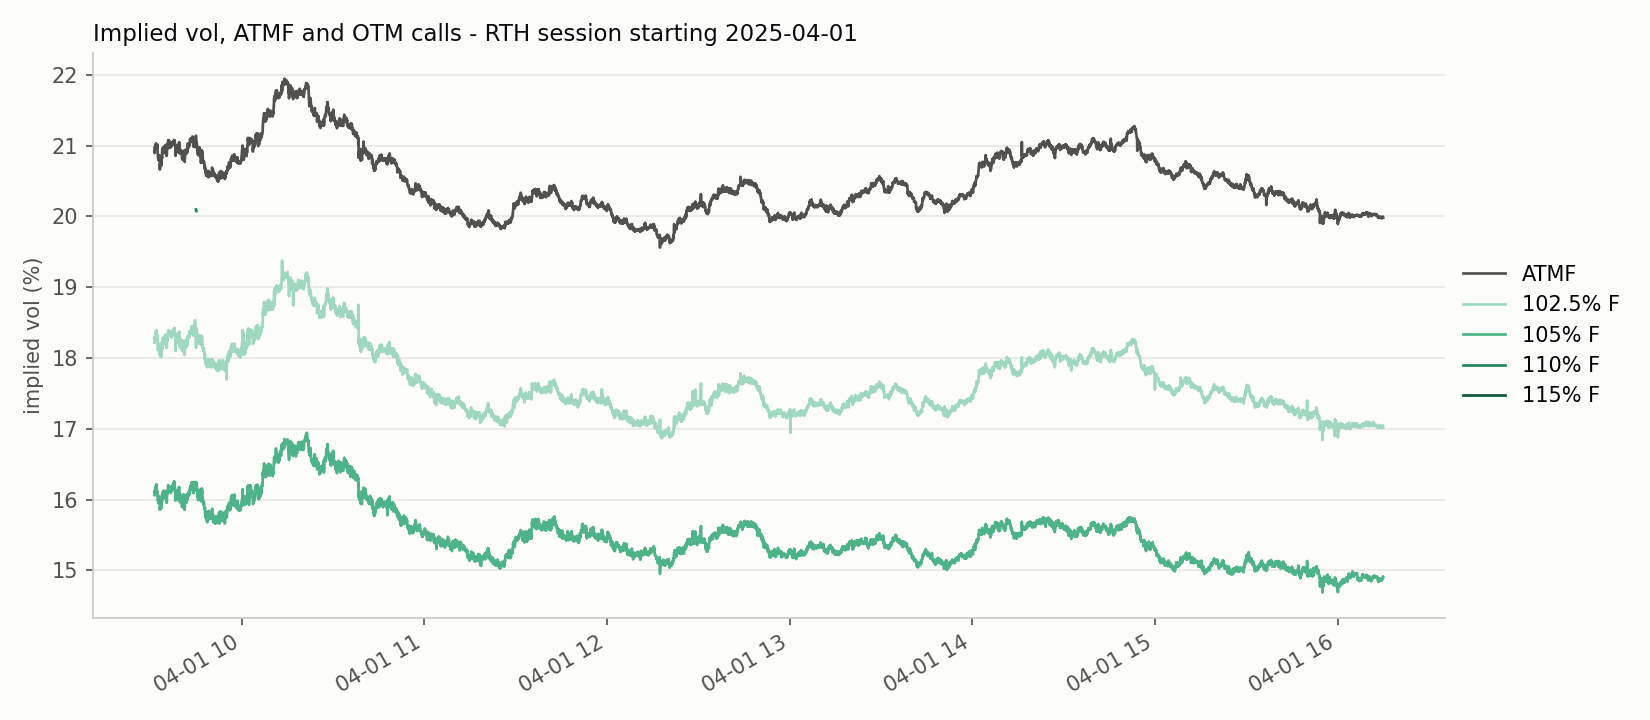 Implied vol, ATMF and OTM calls - RTH session starting 2025-04-01
22
21
20
19
18
17
16
15
implied vol (%)
04-01 10
04-01 11
04-01 12
04-01 13
04-01 14
04-01 15
04-01 16
ATMF
102.5% F
105% F
110% F
115% F